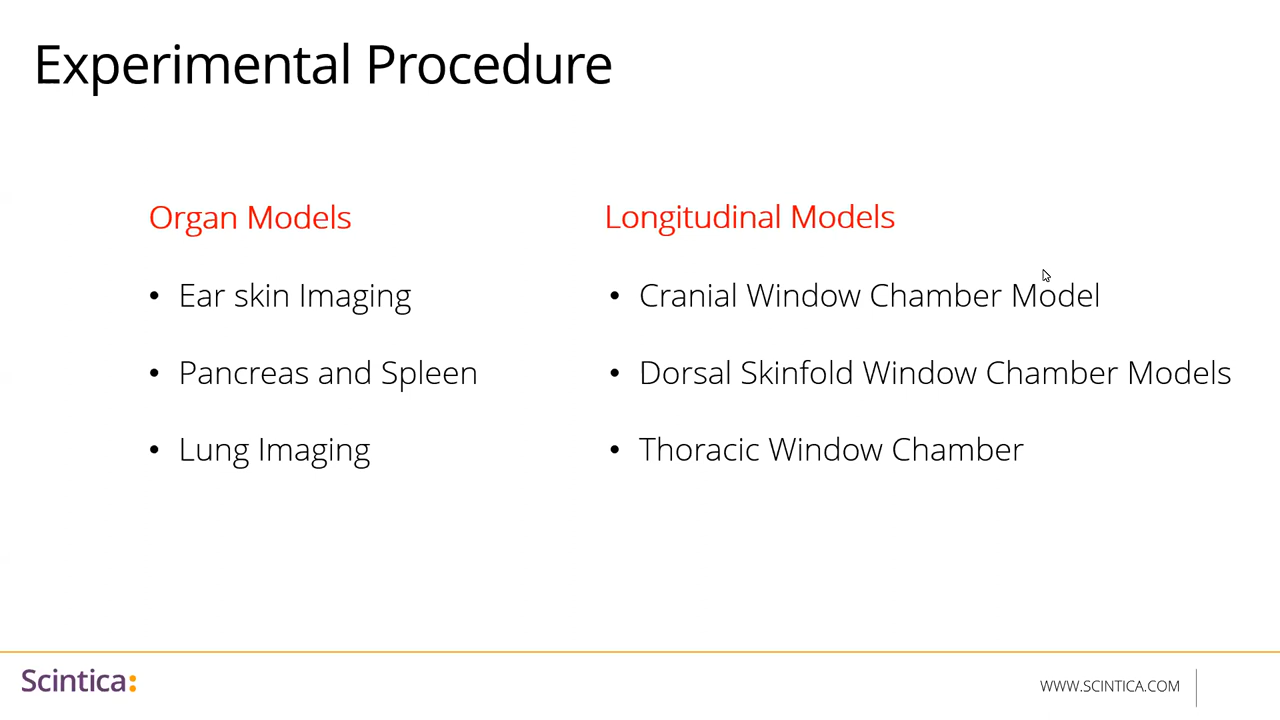 Experimental Procedure
Organ Models
• Ear skin Imaging
• Pancreas and Spleen
• Lung Imaging
Longitudinal Models
• Cranial Window Chamber Model
• Dorsal Skinfold Window Chamber Models
• Thoracic Window Chamber
Scintica:
WWW.SCINTICA.COM